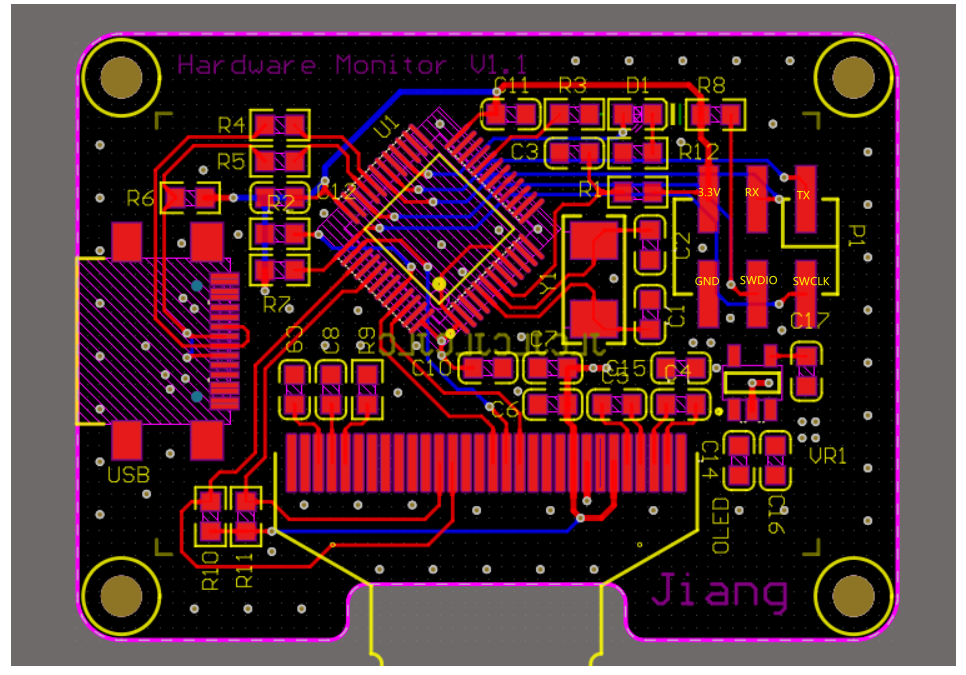 Hardware Monitor V1.1
C11 R3 D1 R8
R4 U1
R5 C3 R12
R6 C12 R1 3.3V RX TX
R2 C2 P1
R7 Y1 GND SWDIO SWCLK
C1 C17
C8 R9 C7
C10 C15 C4
C5
C6
USB C14 VR1
OLED C16
R10 R11
Jiang